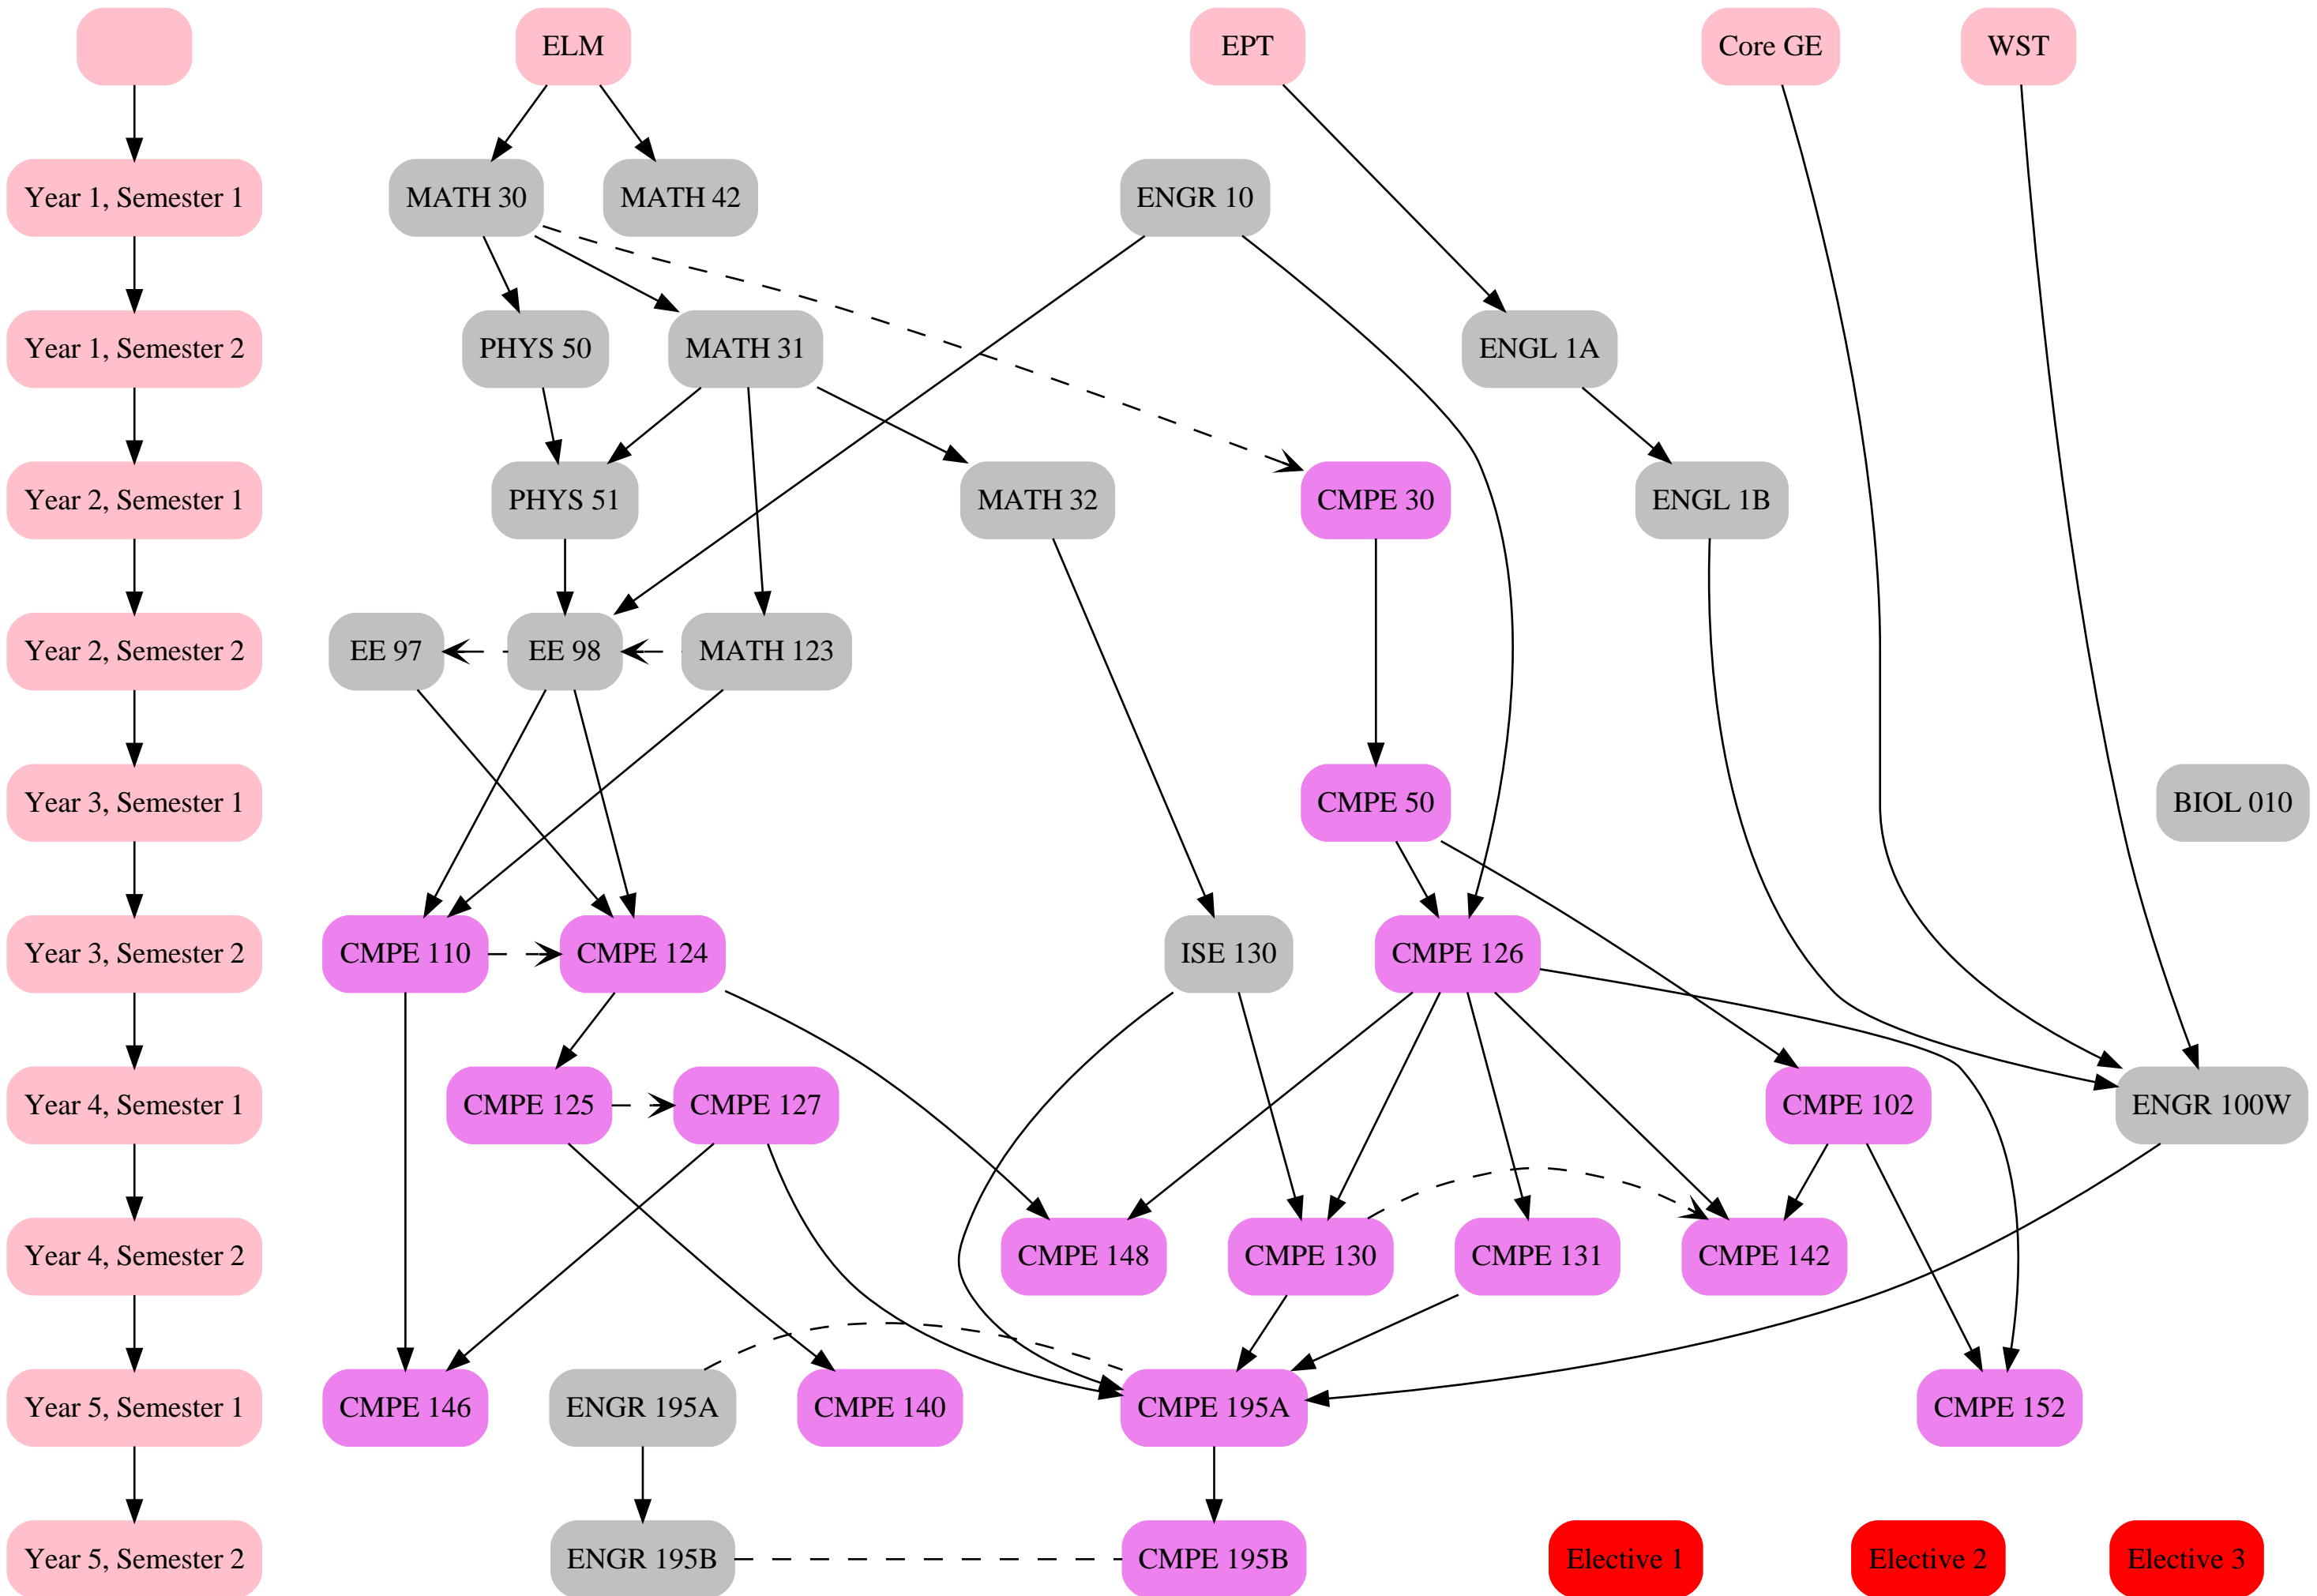 ELM
EPT
Core GE
WST
Year 1, Semester 1
MATH 30
MATH 42
ENGR 10
Year 1, Semester 2
PHYS 50
MATH 31
ENGL 1A
Year 2, Semester 1
PHYS 51
MATH 32
CMPE 30
ENGL 1B
Year 2, Semester 2
EE 97
EE 98
MATH 123
Year 3, Semester 1
CMPE 50
BIOL 010
Year 3, Semester 2
CMPE 110
CMPE 124
ISE 130
CMPE 126
Year 4, Semester 1
CMPE 125
CMPE 127
CMPE 102
ENGR 100W
Year 4, Semester 2
CMPE 148
CMPE 130
CMPE 131
CMPE 142
Year 5, Semester 1
CMPE 146
ENGR 195A
CMPE 140
CMPE 195A
CMPE 152
Year 5, Semester 2
ENGR 195B
CMPE 195B
Elective 1
Elective 2
Elective 3